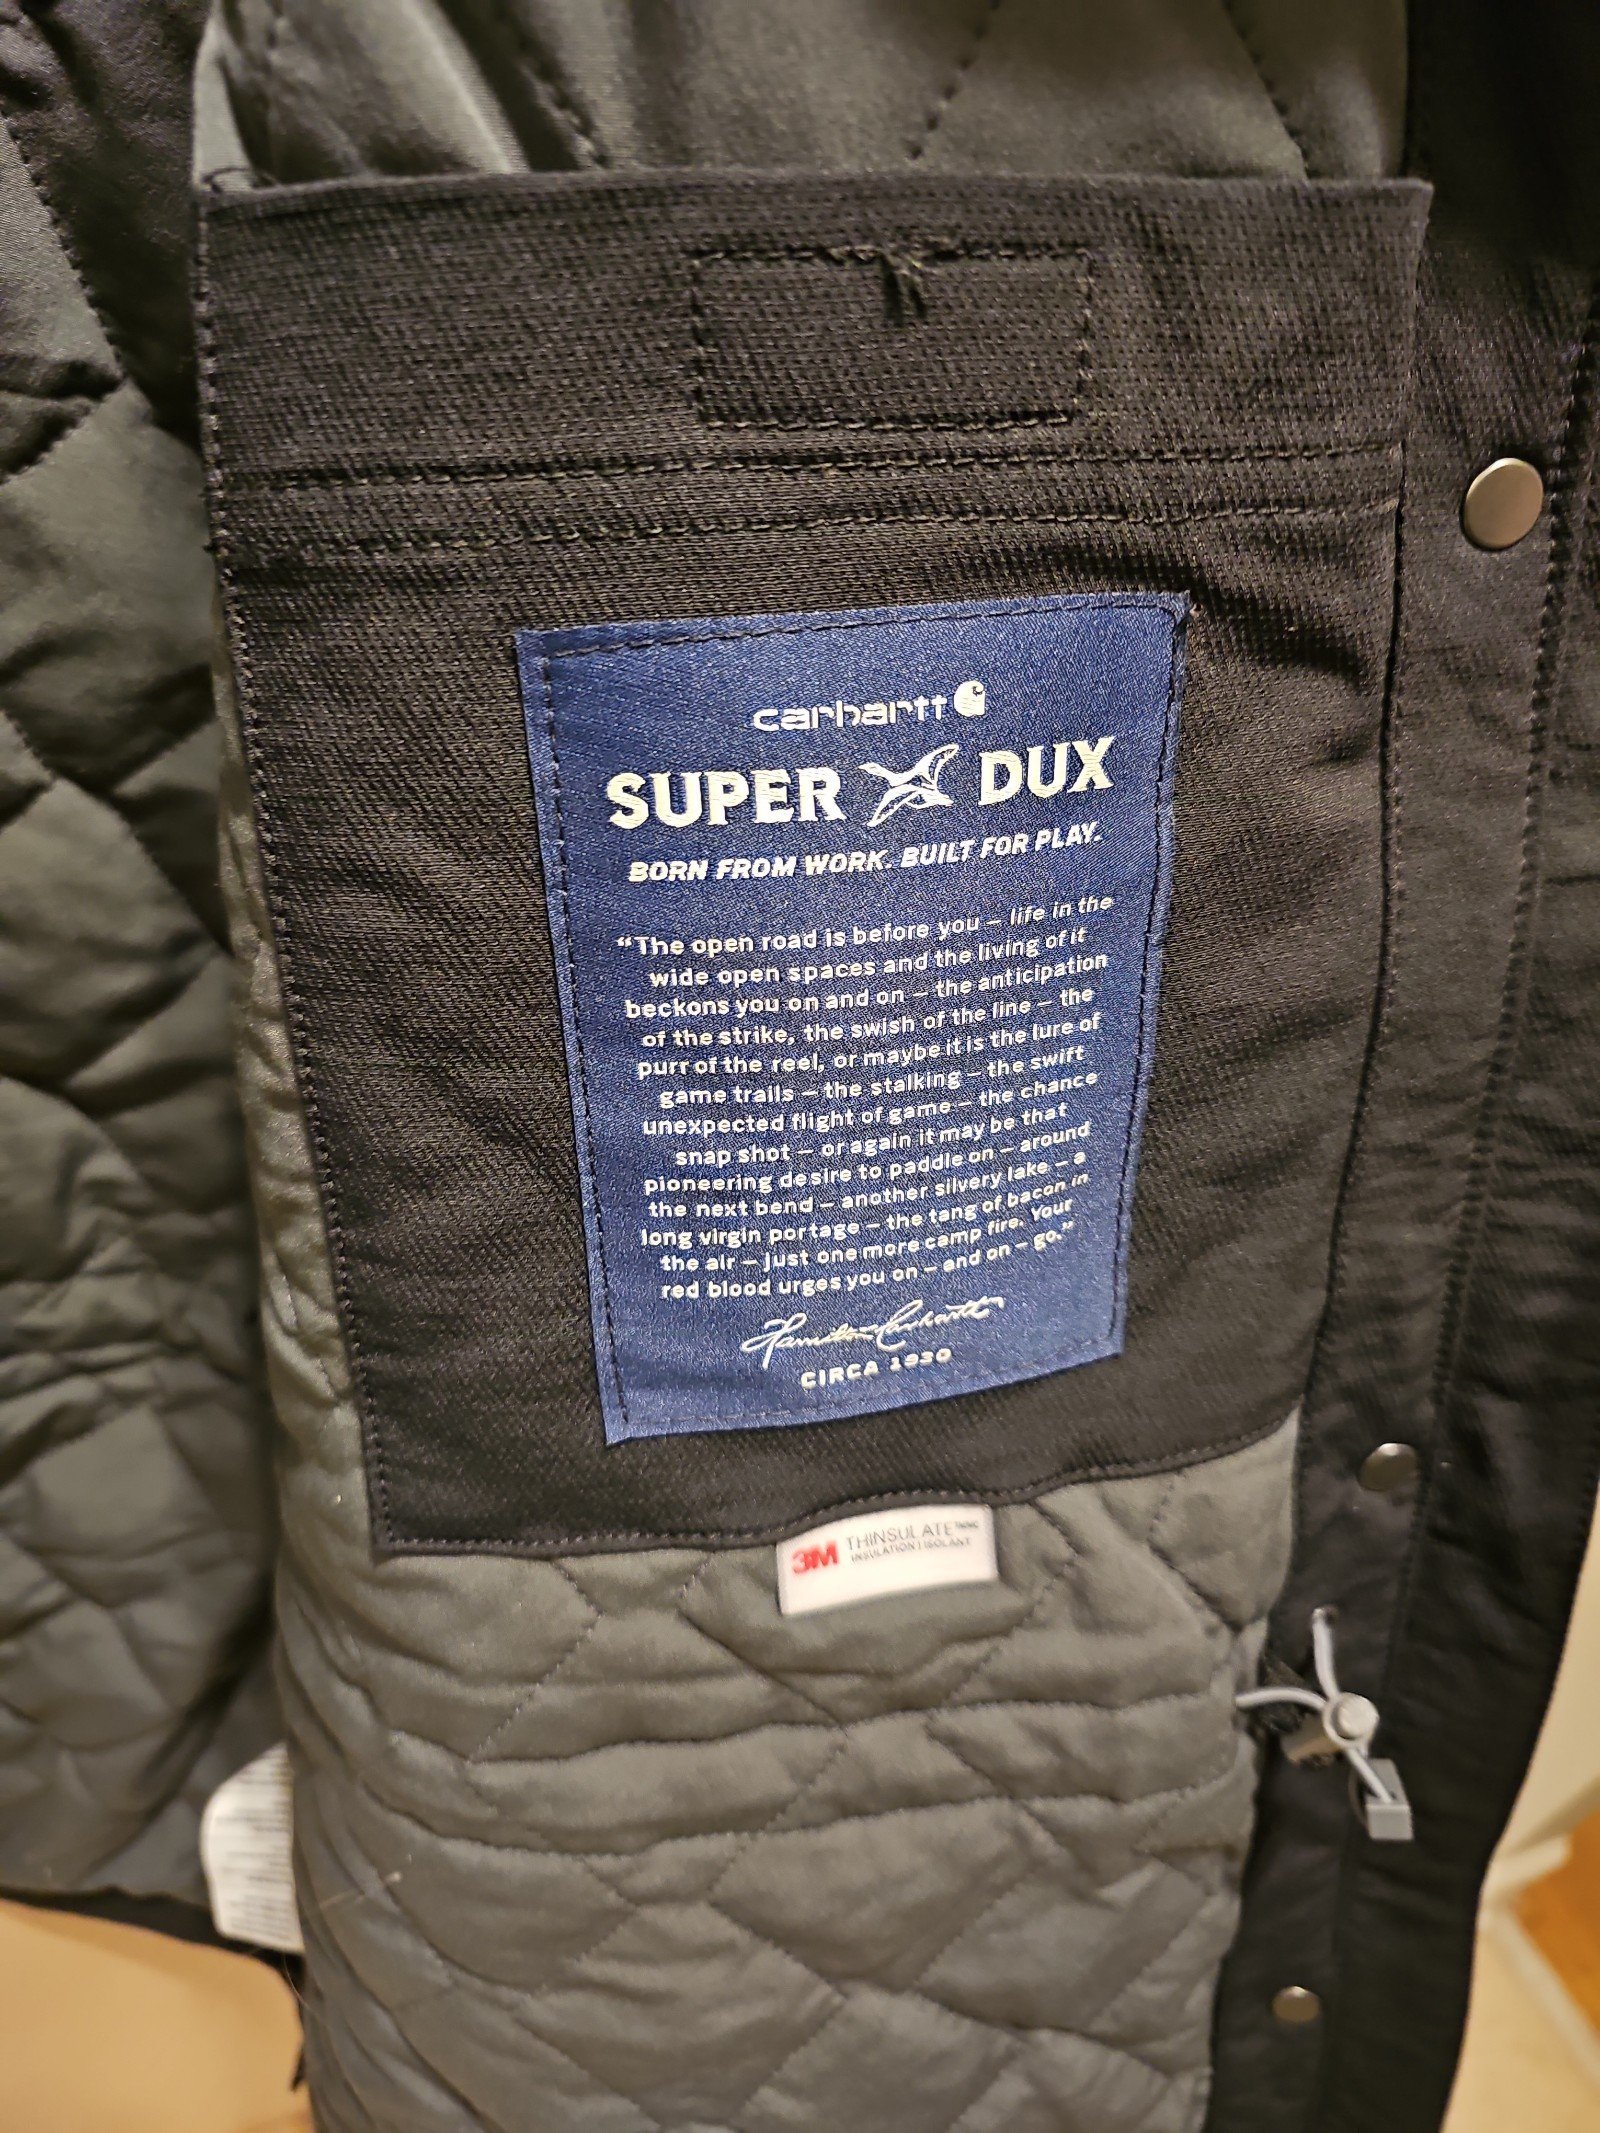 carhartt
SUPER DUX
BORN FROM WORK. BUILT FOR PLAY.
“The open road is before you – life in the
wide open spaces and the living of it
beckons you on and on – the anticipation
of the strike, the swish of the line – the
purr of the reel, or maybe it is the lure of
game trails – the stalking – the swift
unexpected flight of game – the chance
snap shot – or again it may be that
pioneering desire to paddle on – around
the next bend – another silvery lake – a
long virgin portage – the tang of bacon in
the air – just one more camp fire. Your
red blood urges you on – and on – go.”
Hamilton Carhartt
CIRCA 1930
3M THINSULATE
INSULATION | ISOLANT